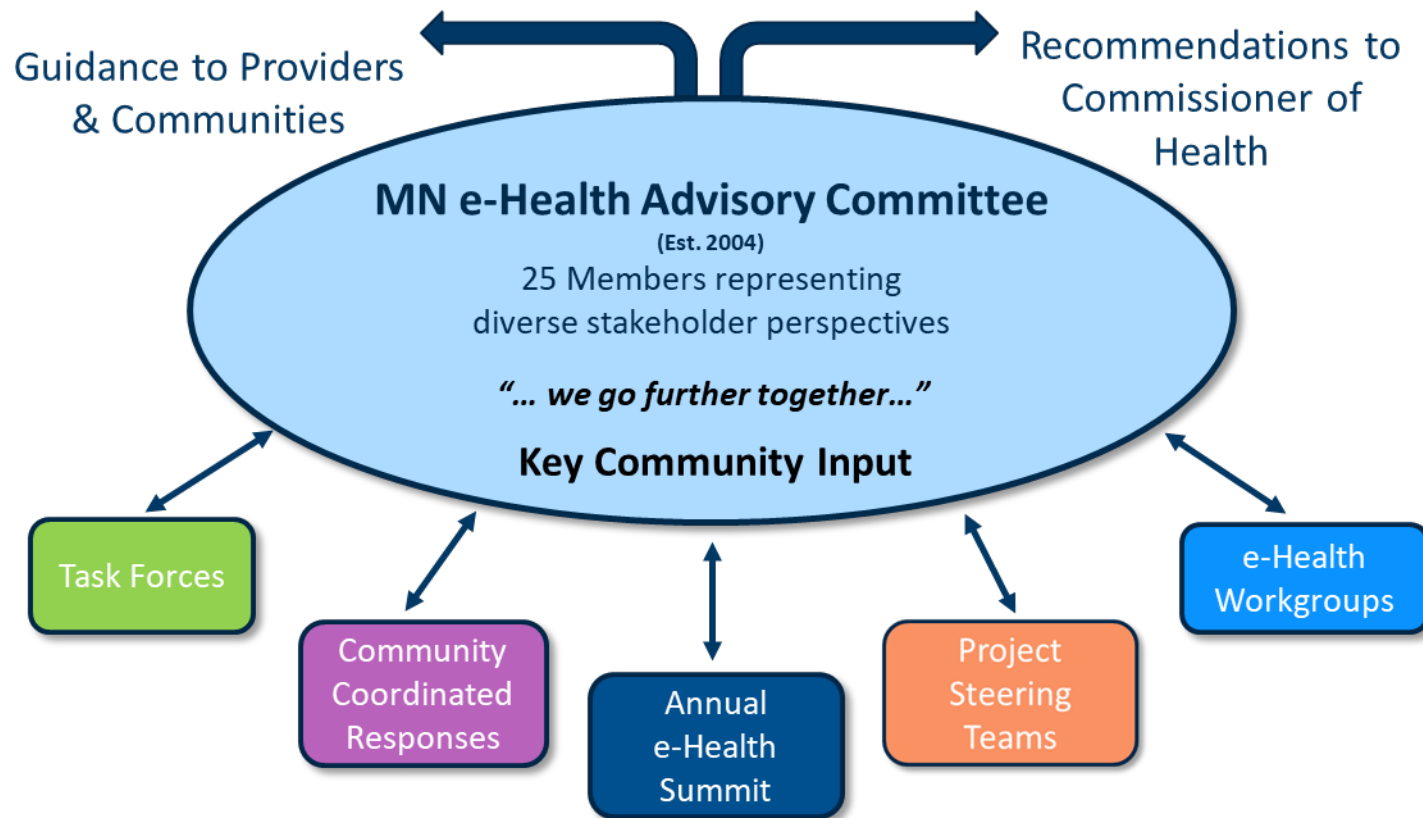 Guidance to Providers
& Communities
Recommendations to
Commissioner of
Health
MN e-Health Advisory Committee
(Est. 2004)
25 Members representing
diverse stakeholder perspectives
“... we go further together...”
Key Community Input
Task Forces
Community
Coordinated
Responses
Annual
e-Health
Summit
Project
Steering
Teams
e-Health
Workgroups